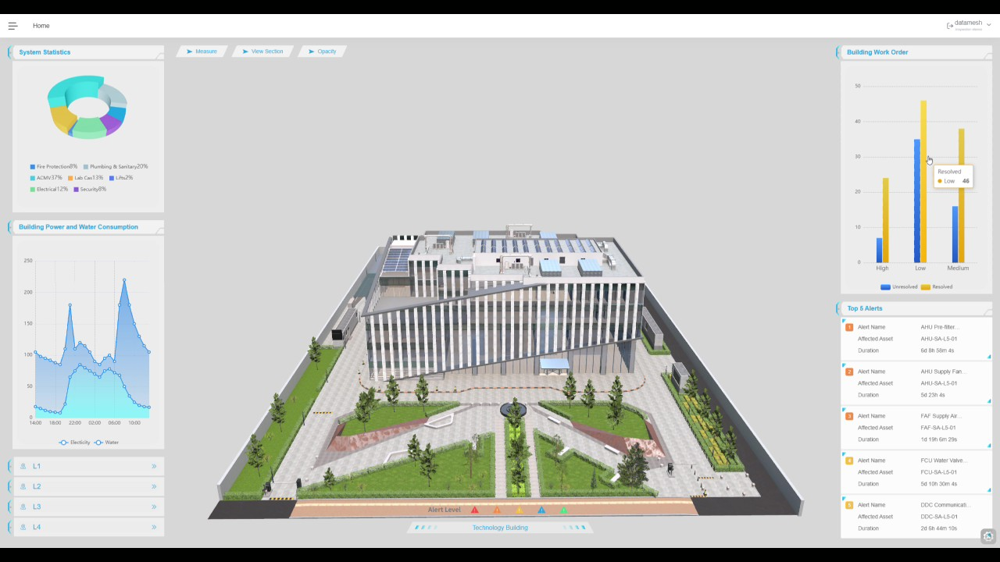 Home
datamesh
System Statistics
Fire Protection8%
Plumbing & Sanitary20%
ACMV37%
Lab Gas13%
Lifts2%
Electrical12%
Security8%
Building Power and Water Consumption
250
200
150
100
50
0
14:00 18:00 22:00 02:00 06:00 10:00
Electicity Water
L1
L2
L3
L4
Measure
View Section
Opacity
Alert Level
Technology Building
Building Work Order
50
40
30
20
10
0
Resolved
Low 46
High Low Medium
Unresolved Resolved
Top 5 Alerts
1 Alert Name AHU Pre-filter...
Affected Asset AHU-SA-L5-01
Duration 6d 8h 58m 4s
2 Alert Name AHU Supply Fan...
Affected Asset AHU-SA-L5-01
Duration 5d 23h 4s
3 Alert Name FAF Supply Air...
Affected Asset FAF-SA-L5-01
Duration 1d 19h 6m 29s
4 Alert Name FCU Water Valve...
Affected Asset FCU-SA-L5-01
Duration 5d 10h 30m 4s
5 Alert Name DDC Communicati...
Affected Asset DDC-SA-L5-01
Duration 2d 6h 44m 10s